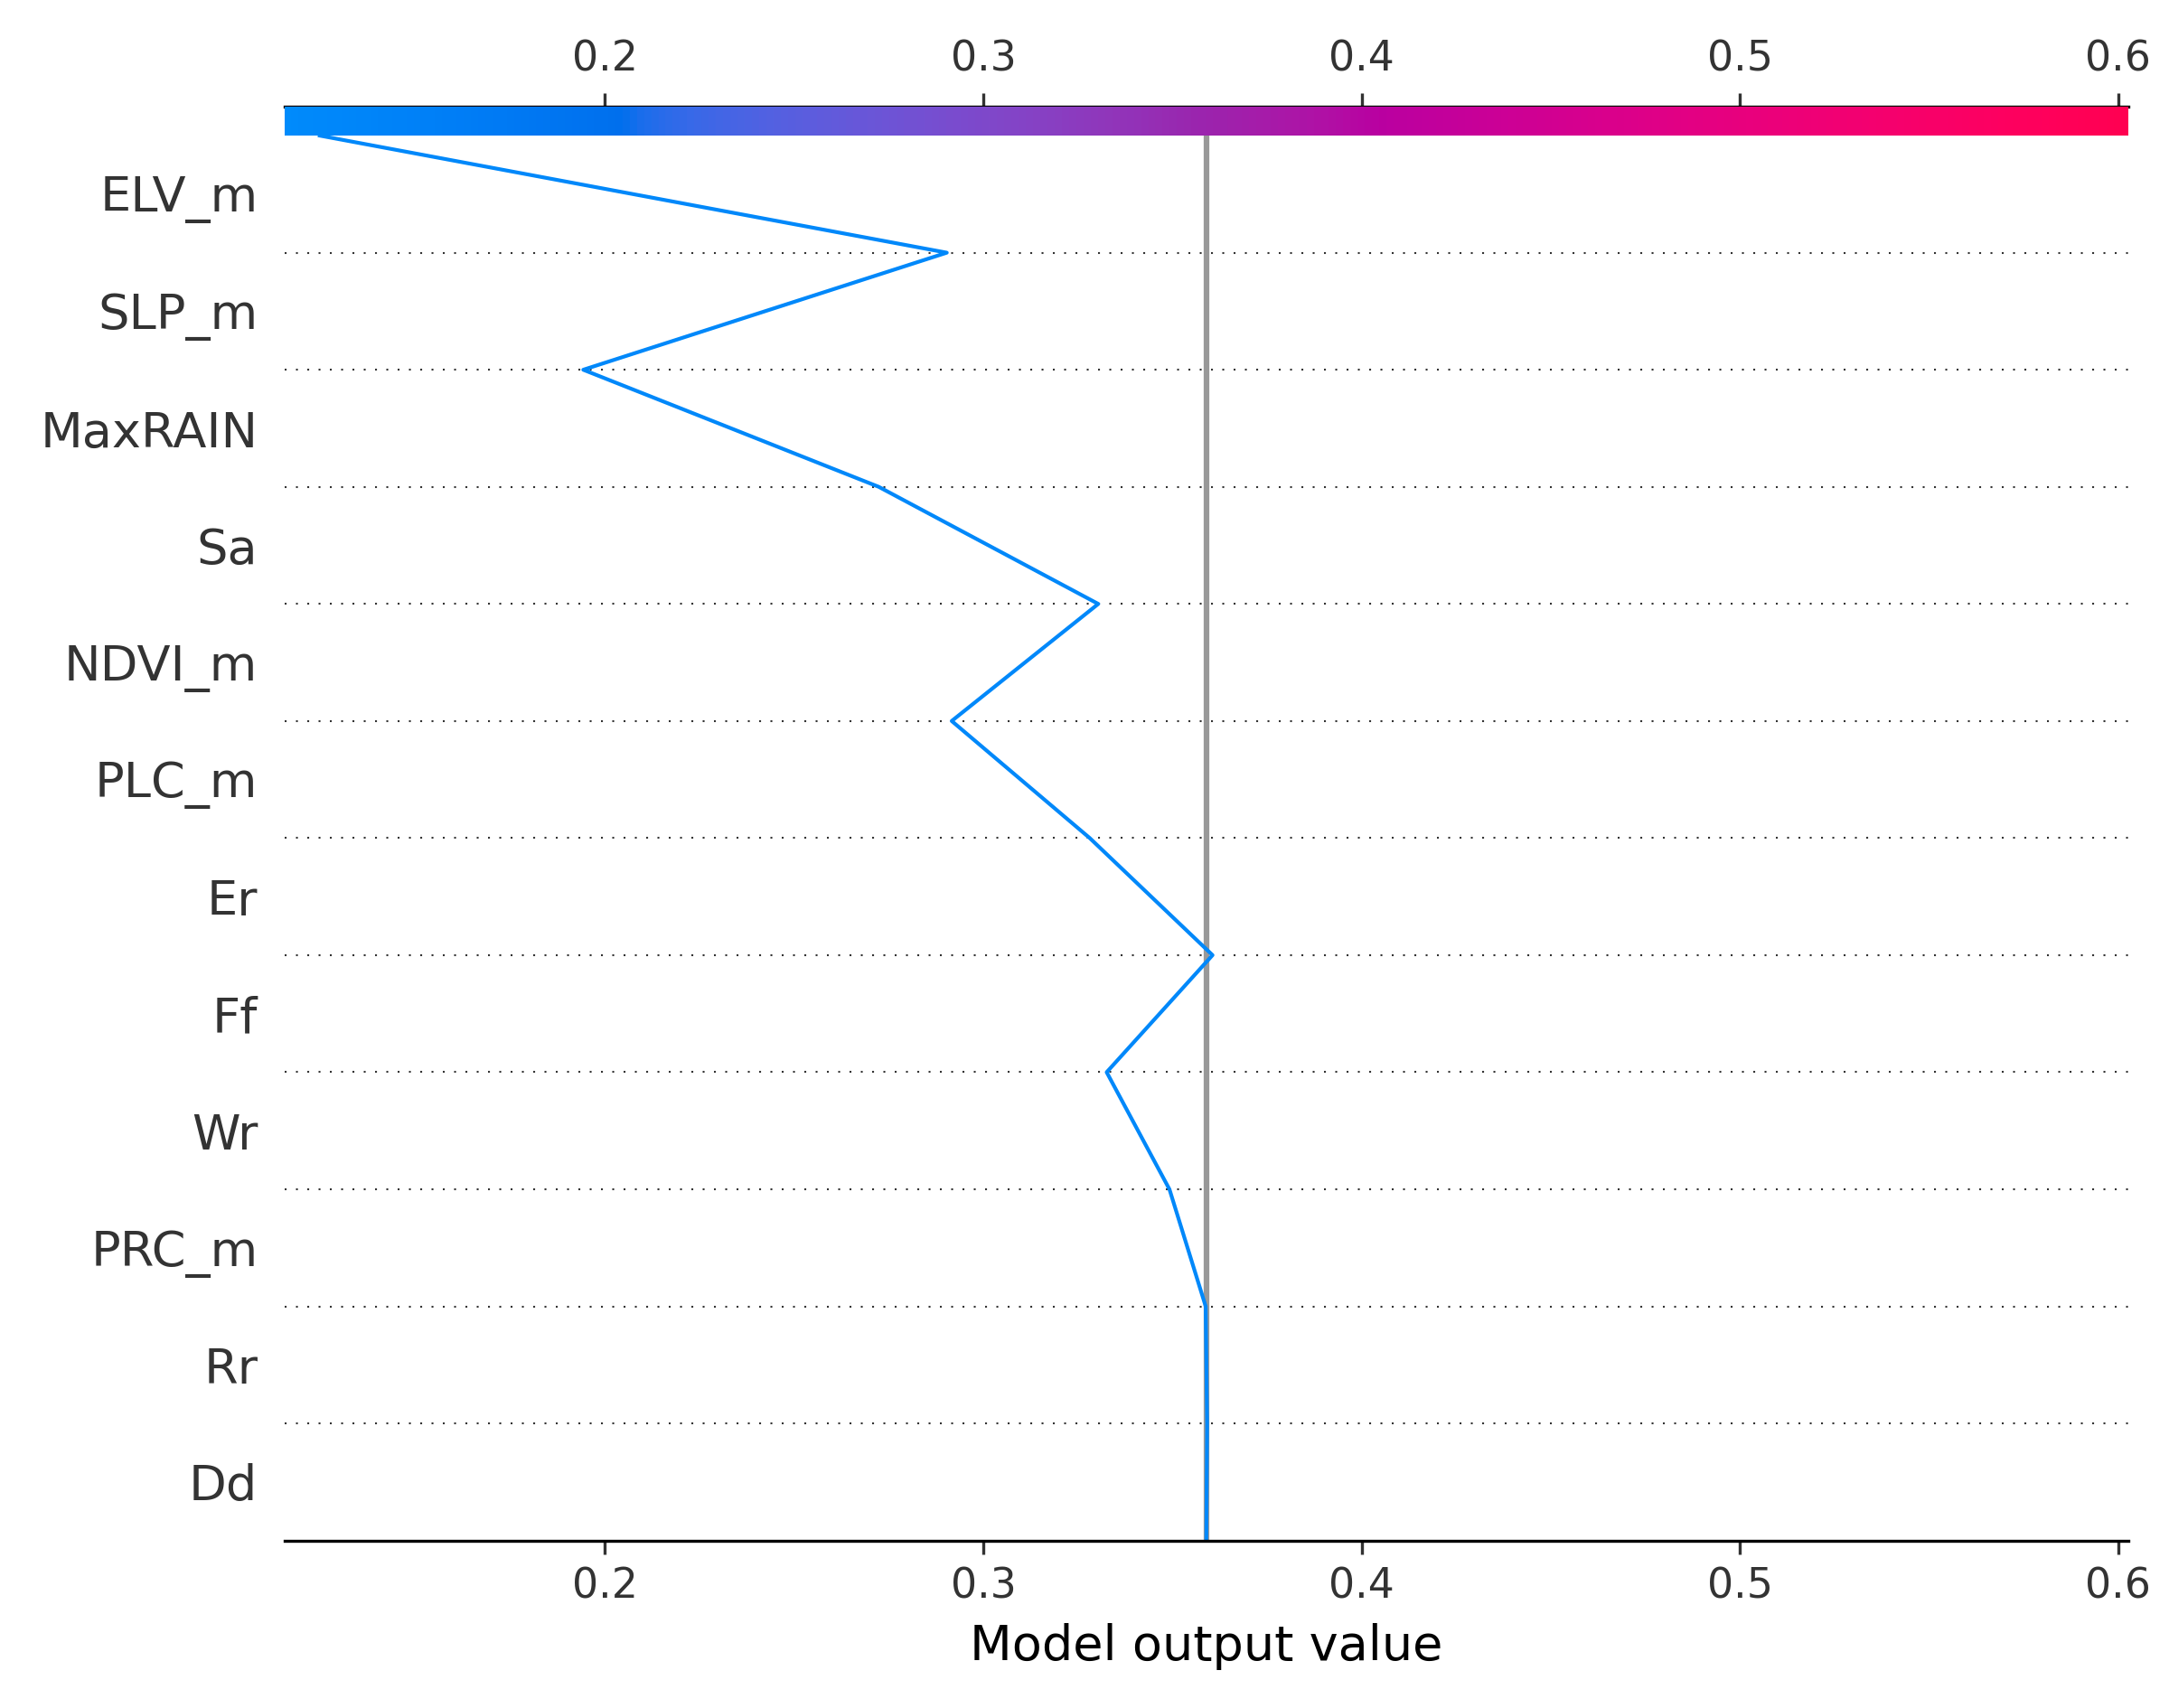 0.2 0.3 0.4 0.5 0.6
ELV_m
SLP_m
MaxRAIN
Sa
NDVI_m
PLC_m
Er
Ff
Wr
PRC_m
Rr
Dd
0.2 0.3 0.4 0.5 0.6
Model output value